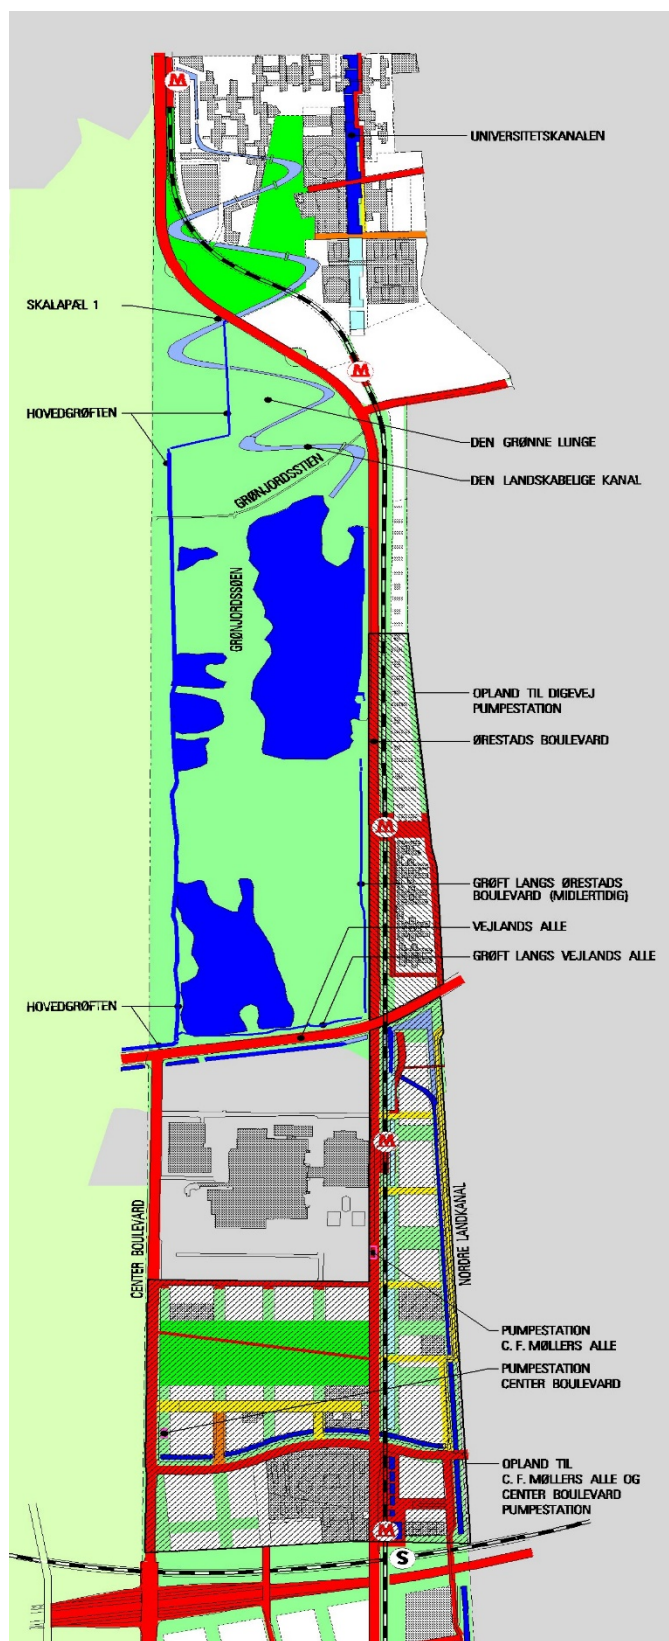 M
UNIVERSITETSKANALEN
SKALAPÆL 1
M
HOVEDGRØFTEN
DEN GRØNNE LUNGE
DEN LANDSKABELIGE KANAL
GRØNJORDSSTIEN
GRØNJORDSSØEN
OPLAND TIL DIGEVEJ
PUMPESTATION
ØRESTADS BOULEVARD
M
GRØFT LANGS ØRESTADS
BOULEVARD (MIDLERTIDIG)
VEJLANDS ALLE
GRØFT LANGS VEJLANDS ALLE
HOVEDGRØFTEN
M
CENTER BOULEVARD
NORDRE LANDKANAL
PUMPESTATION
C. F. MØLLERS ALLE
PUMPESTATION
CENTER BOULEVARD
OPLAND TIL
C. F. MØLLERS ALLE OG
CENTER BOULEVARD
PUMPESTATION
M
S